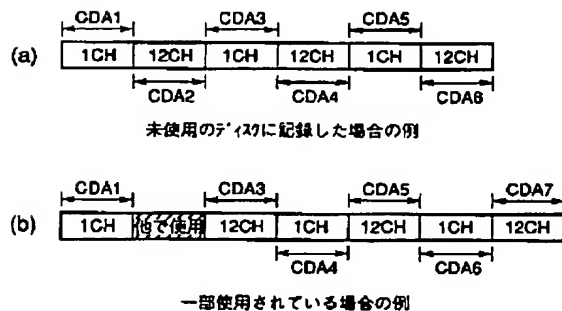 CDA1 CDA3 CDA5
(a) 1CH 12CH 1CH 12CH 1CH 12CH
CDA2 CDA4 CDA6
未使用のディスクに記録した場合の例
CDA1 CDA3 CDA5 CDA7
(b) 1CH 他で使用 12CH 1CH 12CH 1CH 12CH
CDA4 CDA6
一部使用されている場合の例